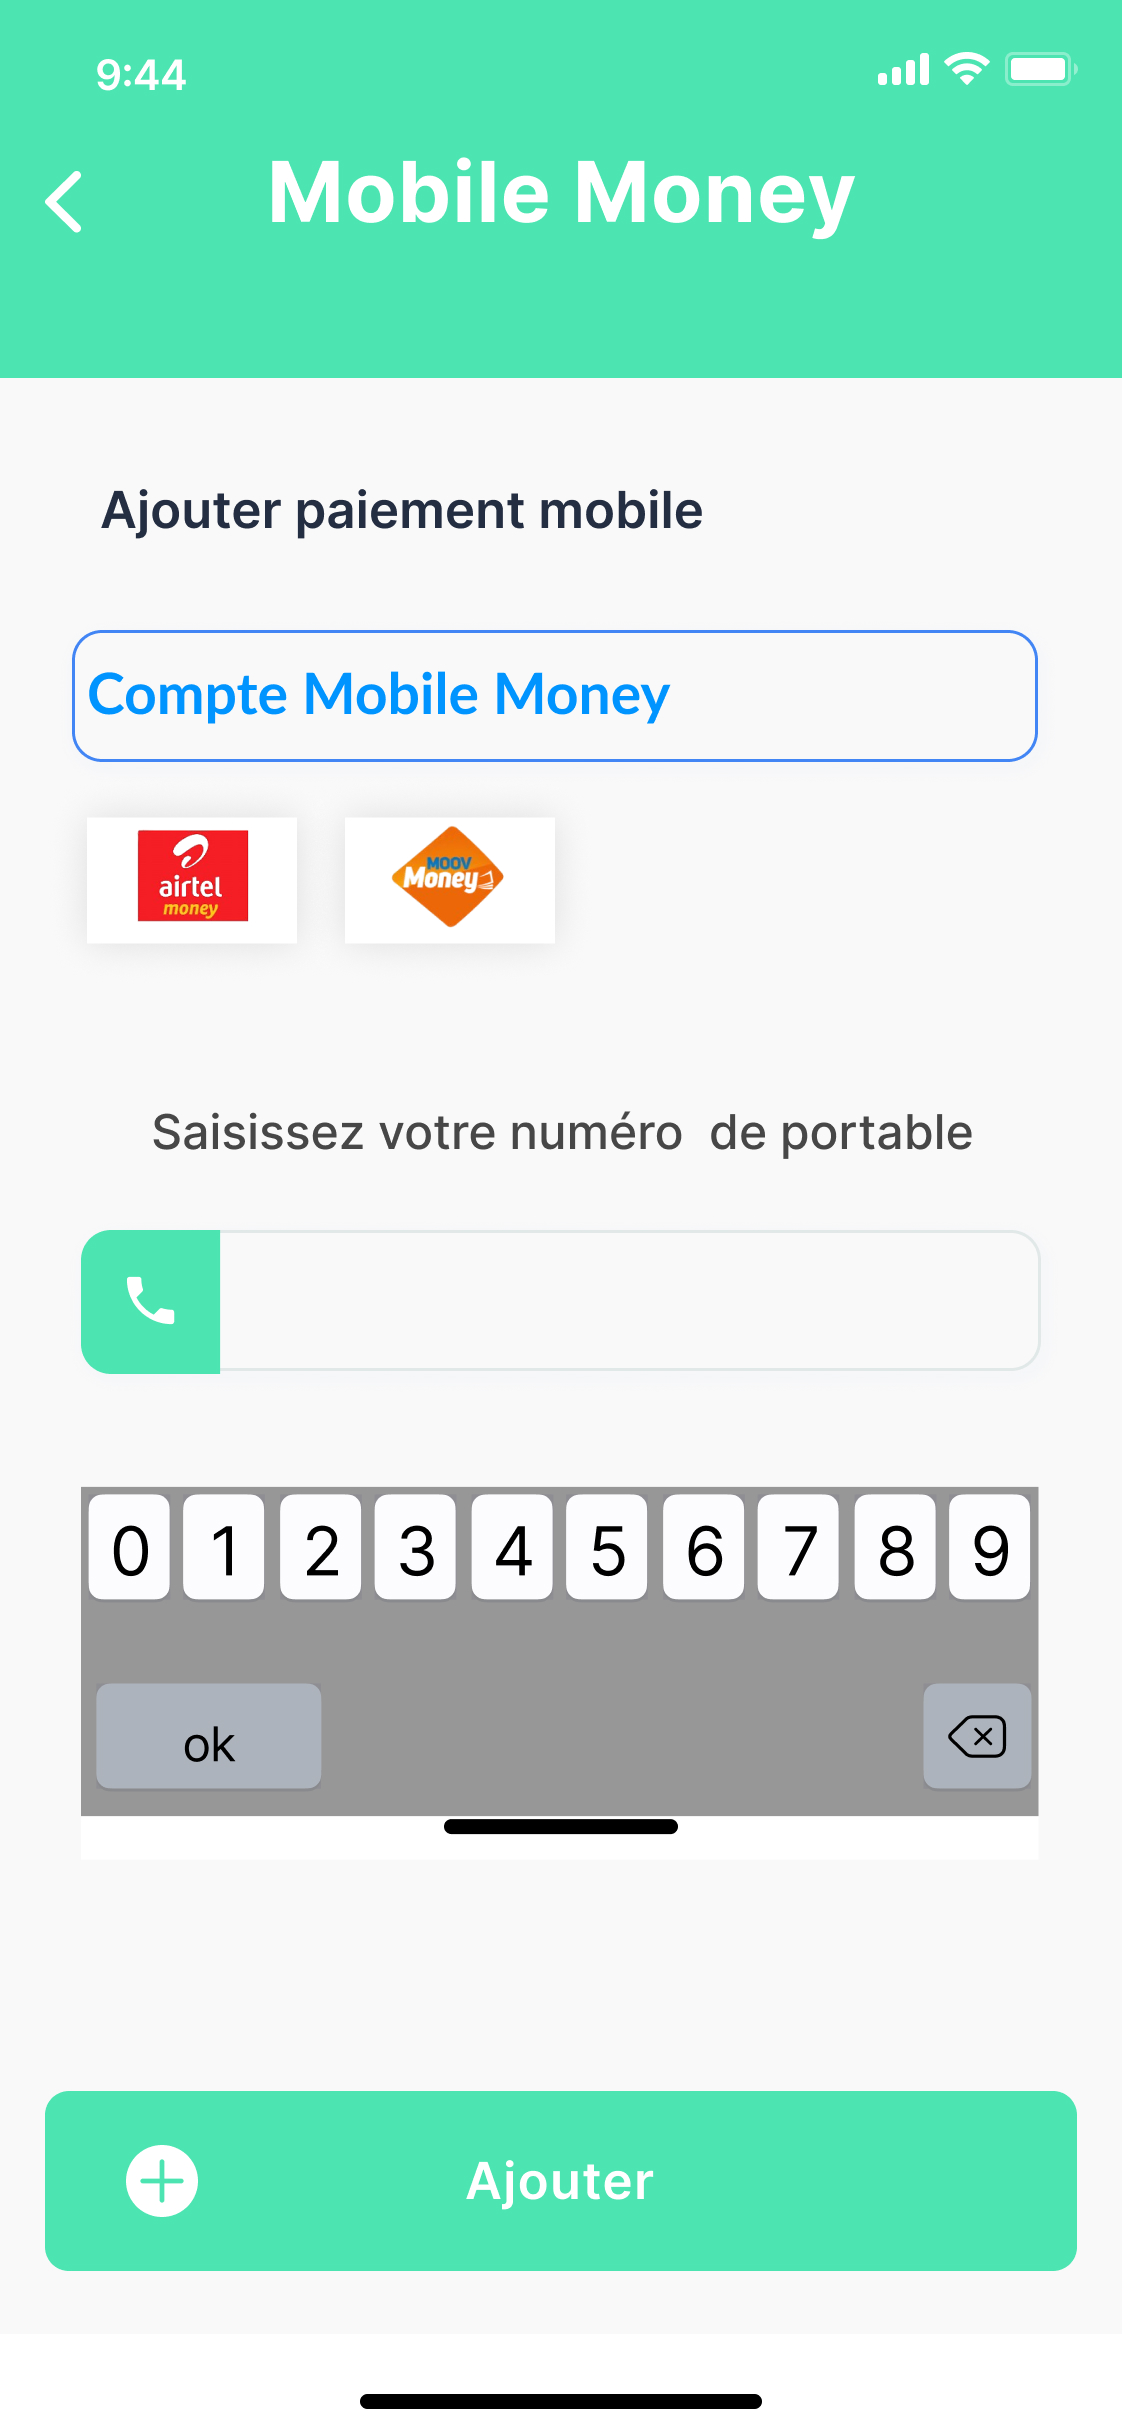 9:44
Mobile Money
Ajouter paiement mobile
Compte Mobile Money
airtel
money
MOOV
Money
Saisissez votre numéro de portable
0 1 2 3 4 5 6 7 8 9
ok
Ajouter